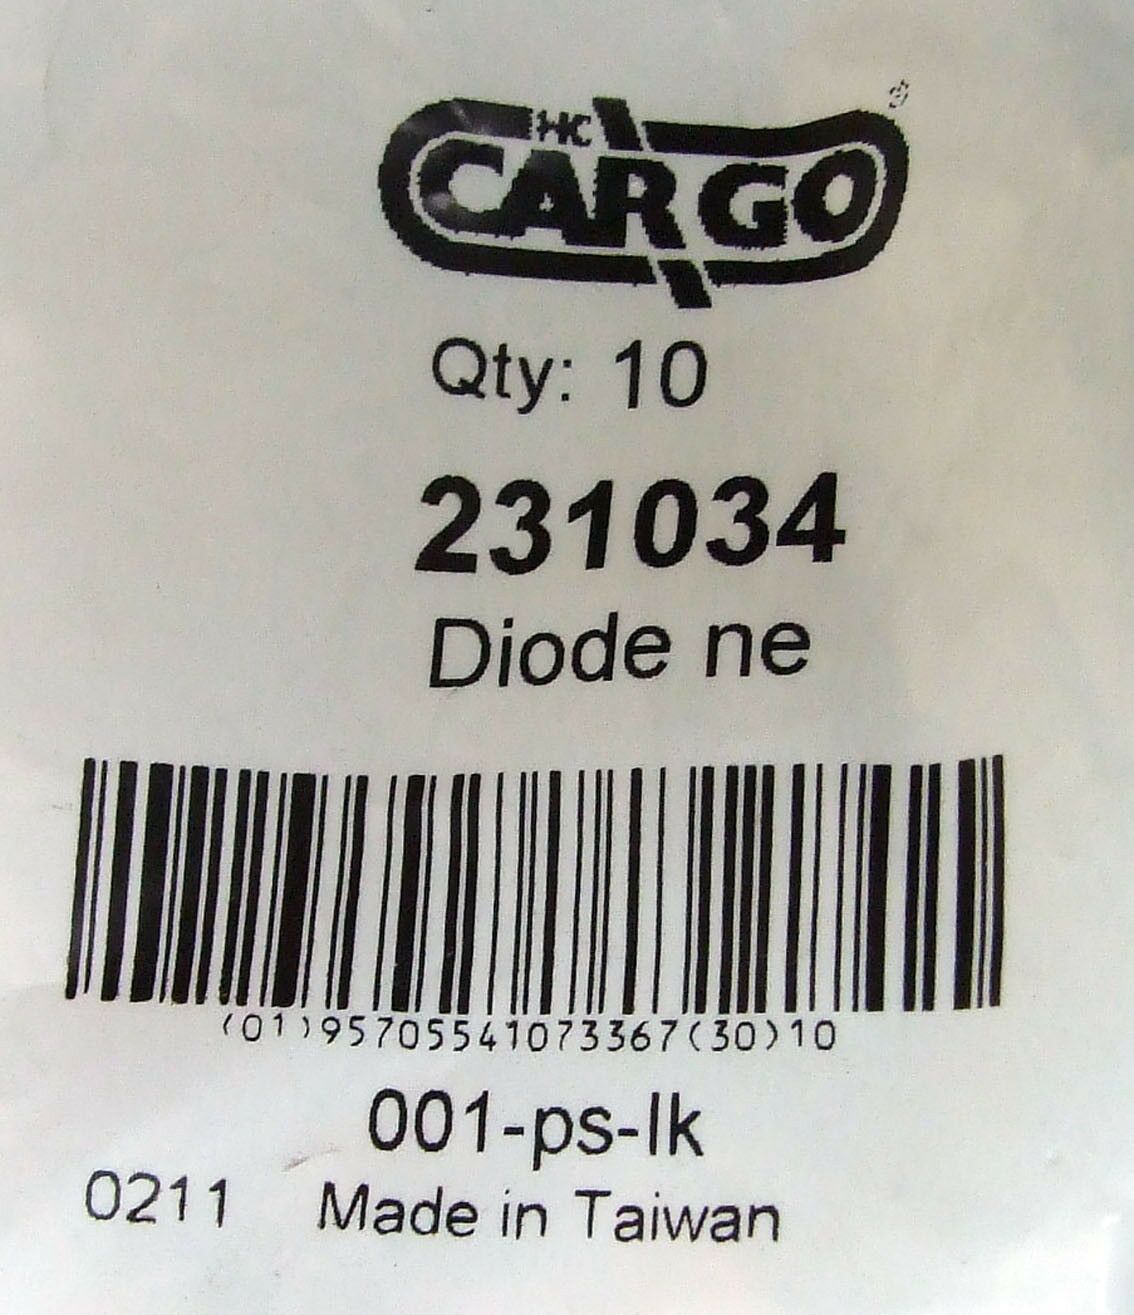 HC
CARGO
Qty: 10
231034
Diode ne
(01)95705541073367(30)10
001-ps-lk
0211 Made in Taiwan